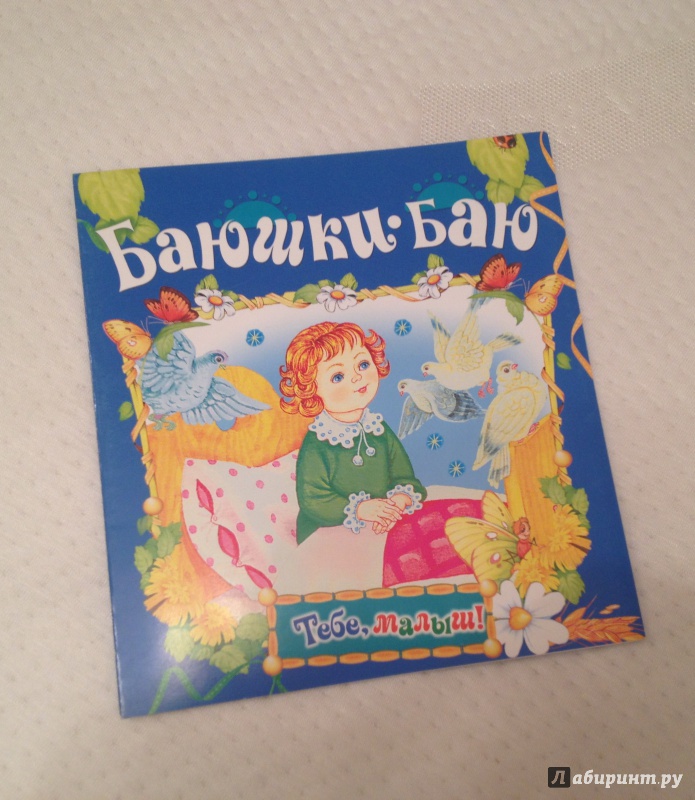 Баюшки-Баю
Тебе, малыш!
Лабиринт.ру